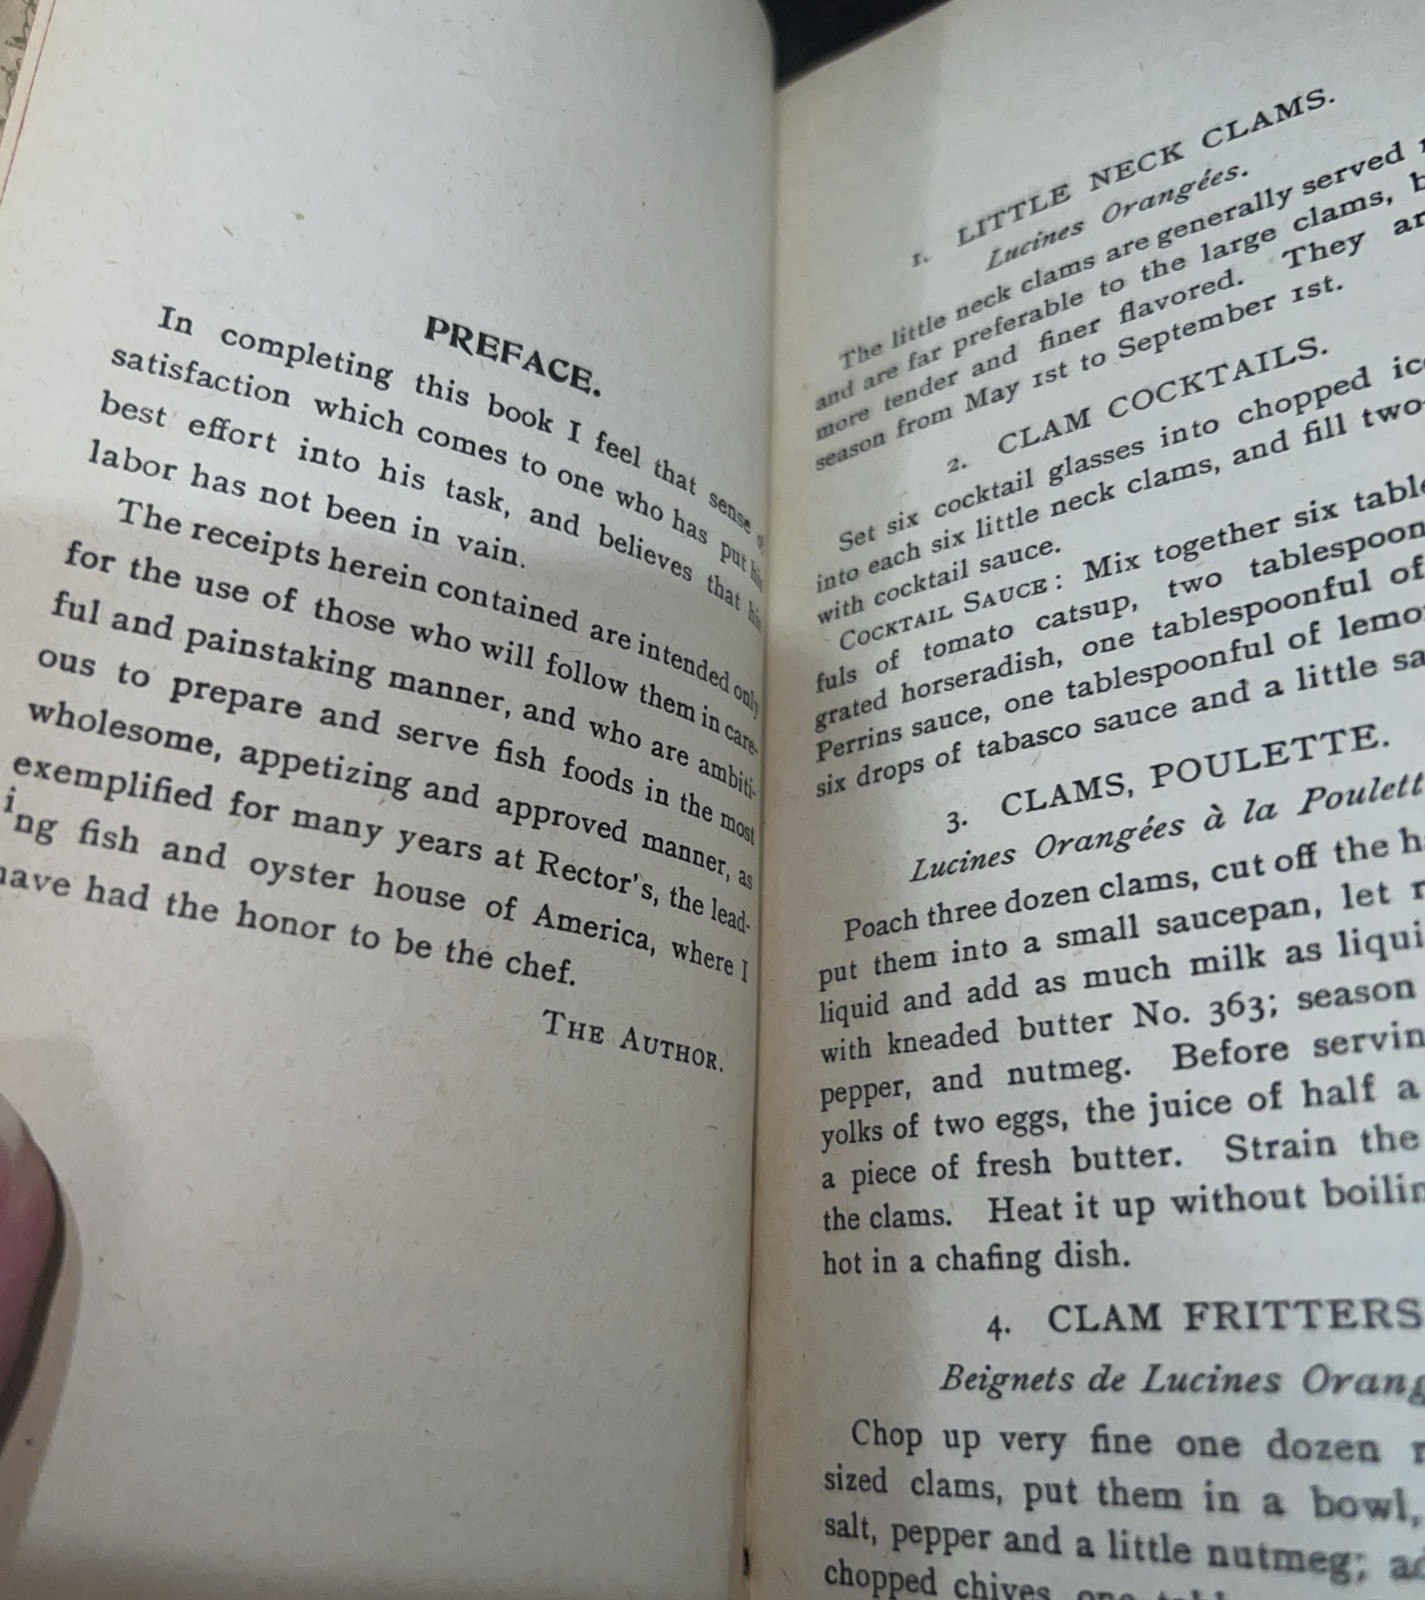 PREFACE.
In completing this book I feel that sense of
satisfaction which comes to one who has put his
best effort into his task, and believes that his
labor has not been in vain.
The receipts herein contained are intended only
for the use of those who will follow them in care-
ful and painstaking manner, and who are ambiti-
ous to prepare and serve fish foods in the most
wholesome, appetizing and approved manner, as
exemplified for many years at Rector's, the lead-
ing fish and oyster house of America, where I
have had the honor to be the chef.
THE AUTHOR.
1. LITTLE NECK CLAMS.
Lucines Orangées.
The little neck clams are generally served
and are far preferable to the large clams,
more tender and finer flavored. They
season from May 1st to September 1st.
2. CLAM COCKTAILS.
Set six cocktail glasses into chopped
into each six little neck clams, and fill two-
with cocktail sauce.
COCKTAIL SAUCE: Mix together six table
fuls of tomato catsup, two tablespoon
grated horseradish, one tablespoonful of
Perrins sauce, one tablespoonful of
six drops of tabasco sauce and a little
3. CLAMS, POULETTE.
Lucines Orangées à la Poulett
Poach three dozen clams, cut off the
put them into a small saucepan, let
liquid and add as much milk as
with kneaded butter No. 363; season
pepper, and nutmeg. Before
yolks of two eggs, the juice of half a
a piece of fresh butter. Strain the
the clams. Heat it up without
hot in a chafing dish.
4. CLAM FRITTERS
Beignets de Lucines Orang
Chop up very fine one dozen
sized clams, put them in a bowl,
salt, pepper and a little nutmeg;
chopped chives, one